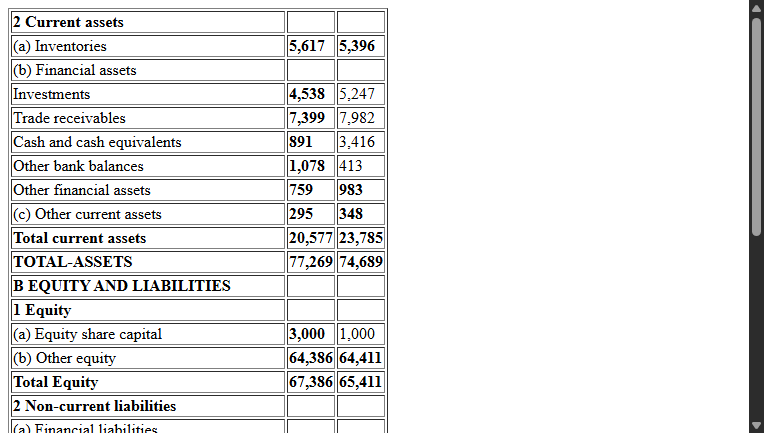 2 Current assets
(a) Inventories 5,617 5,396
(b) Financial assets
Investments 4,538 5,247
Trade receivables 7,399 7,982
Cash and cash equivalents 891 3,416
Other bank balances 1,078 413
Other financial assets 759 983
(c) Other current assets 295 348
Total current assets 20,577 23,785
TOTAL-ASSETS 77,269 74,689
B EQUITY AND LIABILITIES
1 Equity
(a) Equity share capital 3,000 1,000
(b) Other equity 64,386 64,411
Total Equity 67,386 65,411
2 Non-current liabilities
(a) Financial liabilities